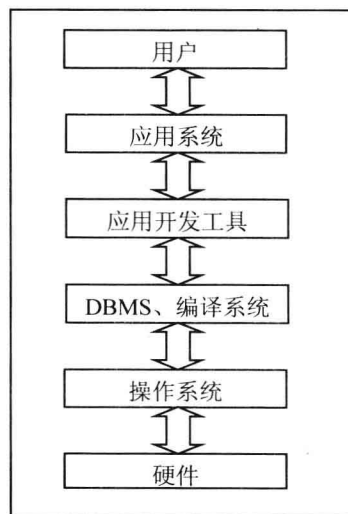 用户
应用系统
应用开发工具
DBMS、编译系统
操作系统
硬件